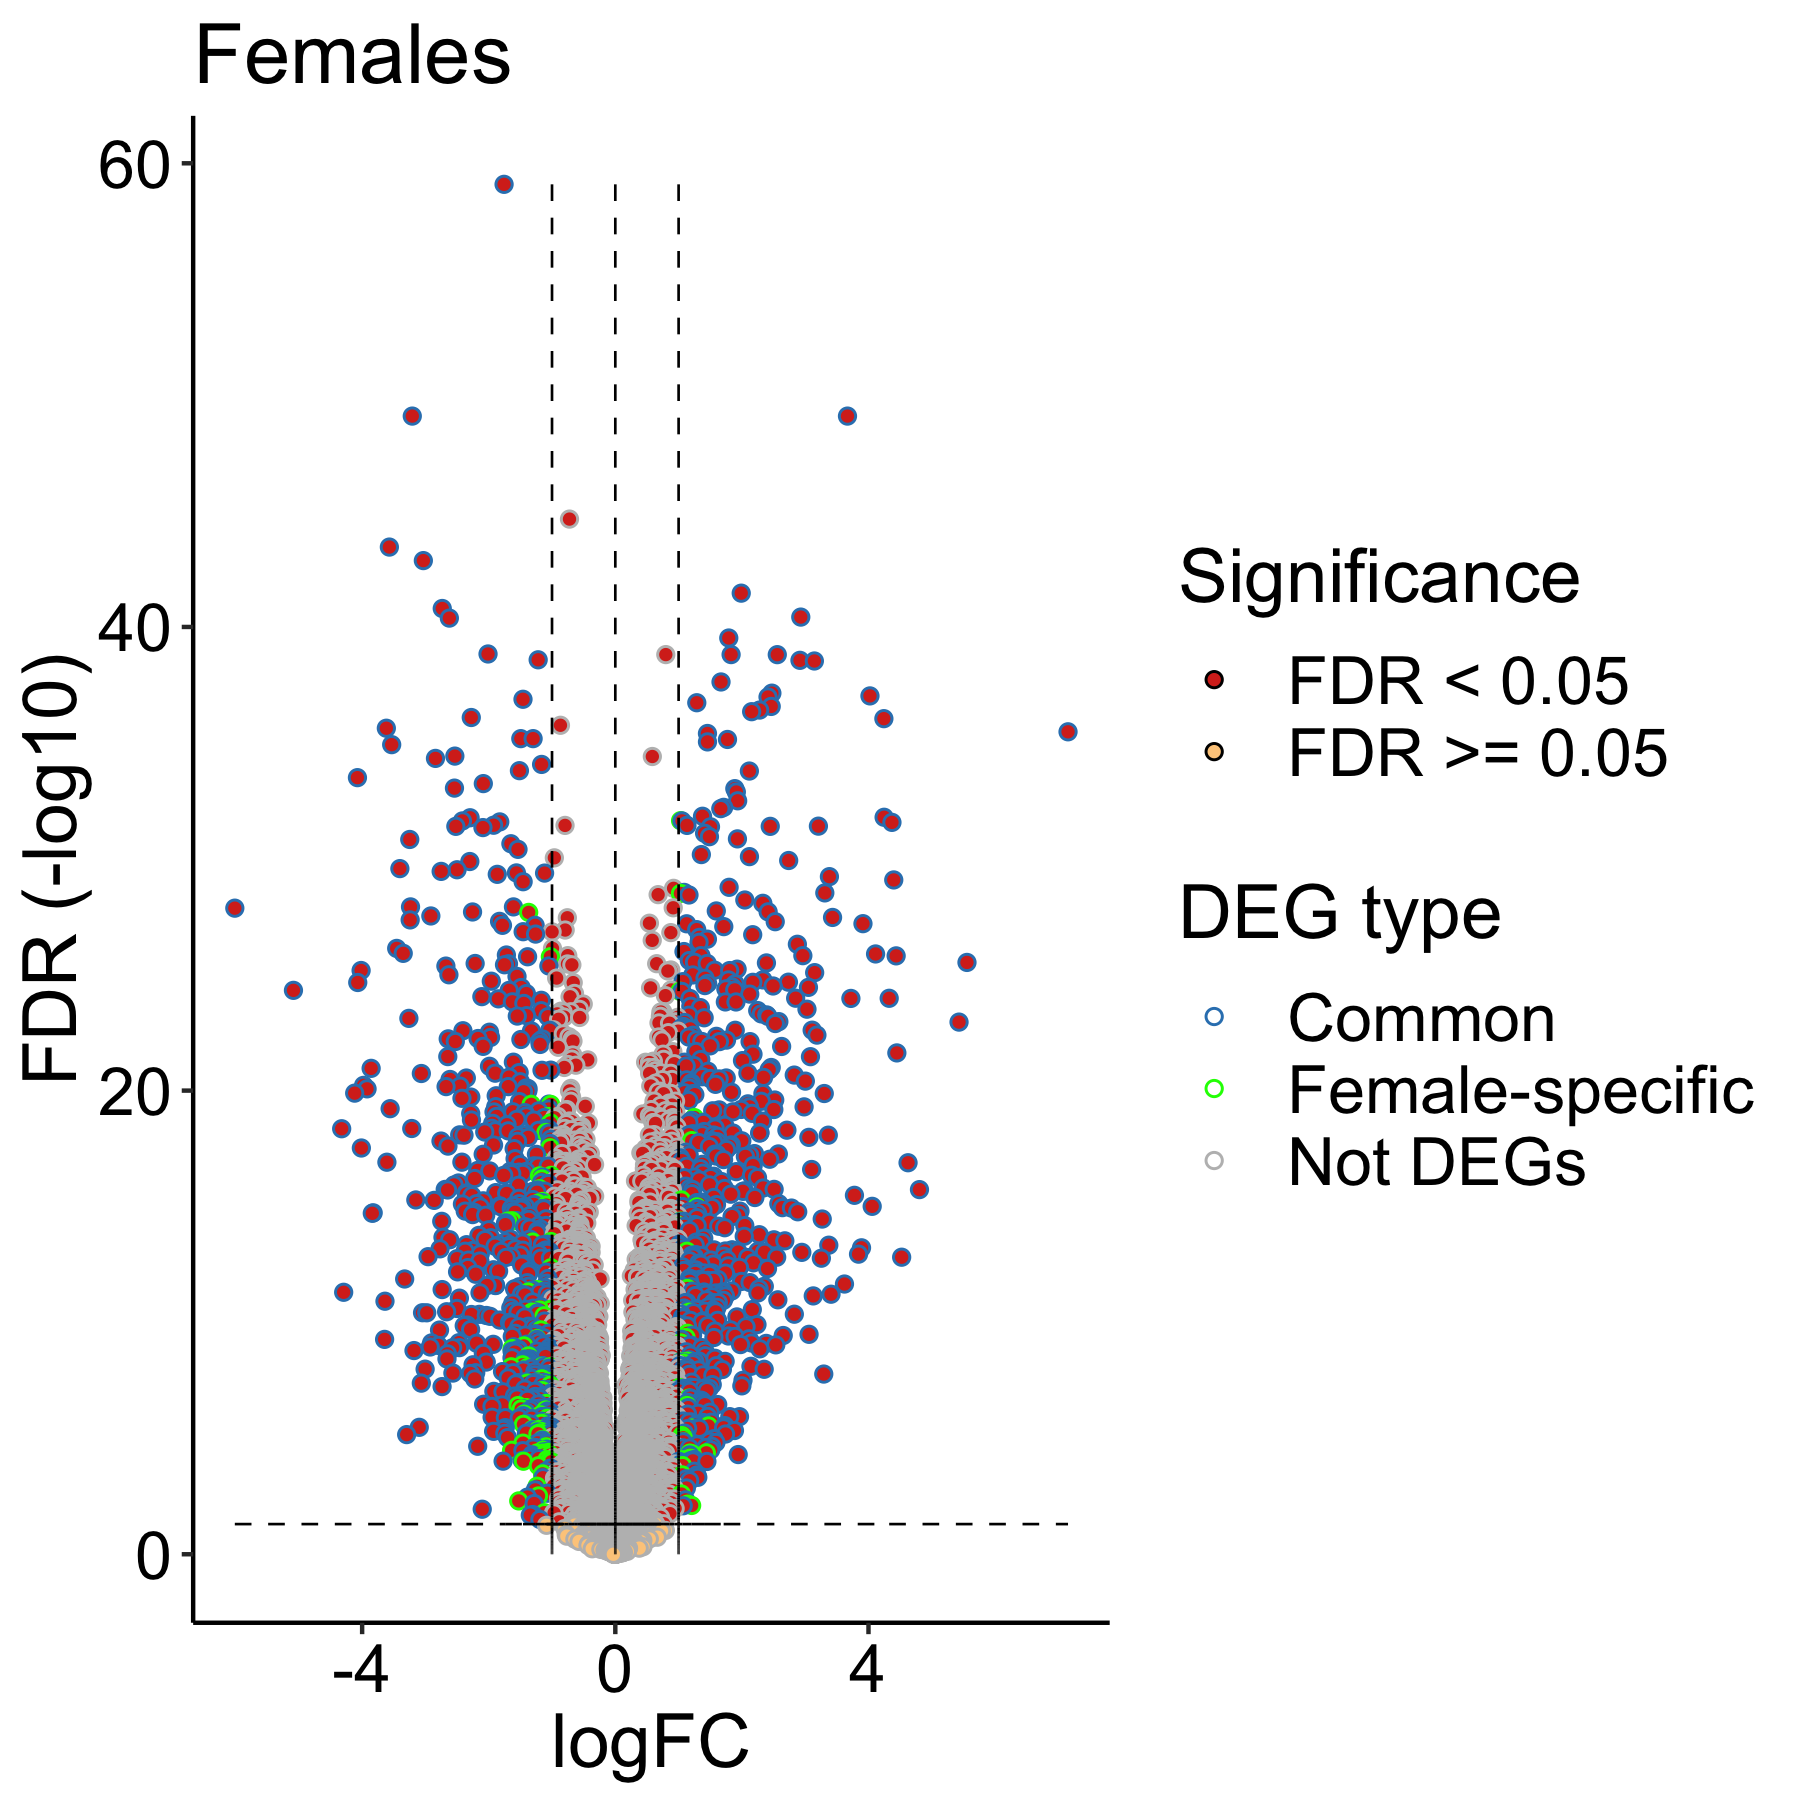 Females
60
40
20
0
FDR (-log10)
-4
0
4
logFC
Significance
FDR < 0.05
FDR >= 0.05
DEG type
Common
Female-specific
Not DEGs